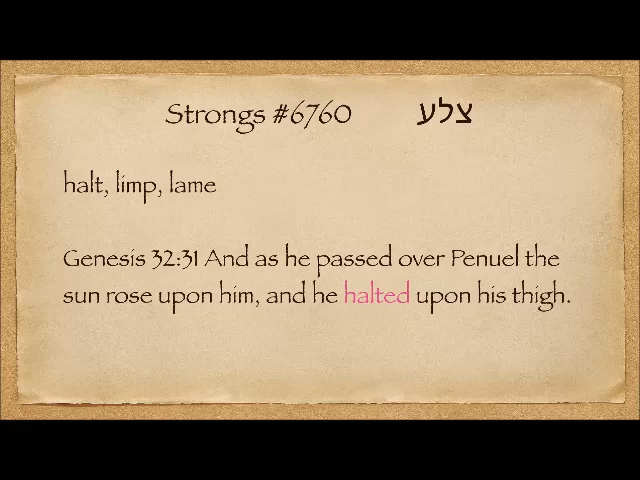 Strongs #6760 צלע
halt, limp, lame
Genesis 32:31 And as he passed over Penuel the
sun rose upon him, and he halted upon his thigh.